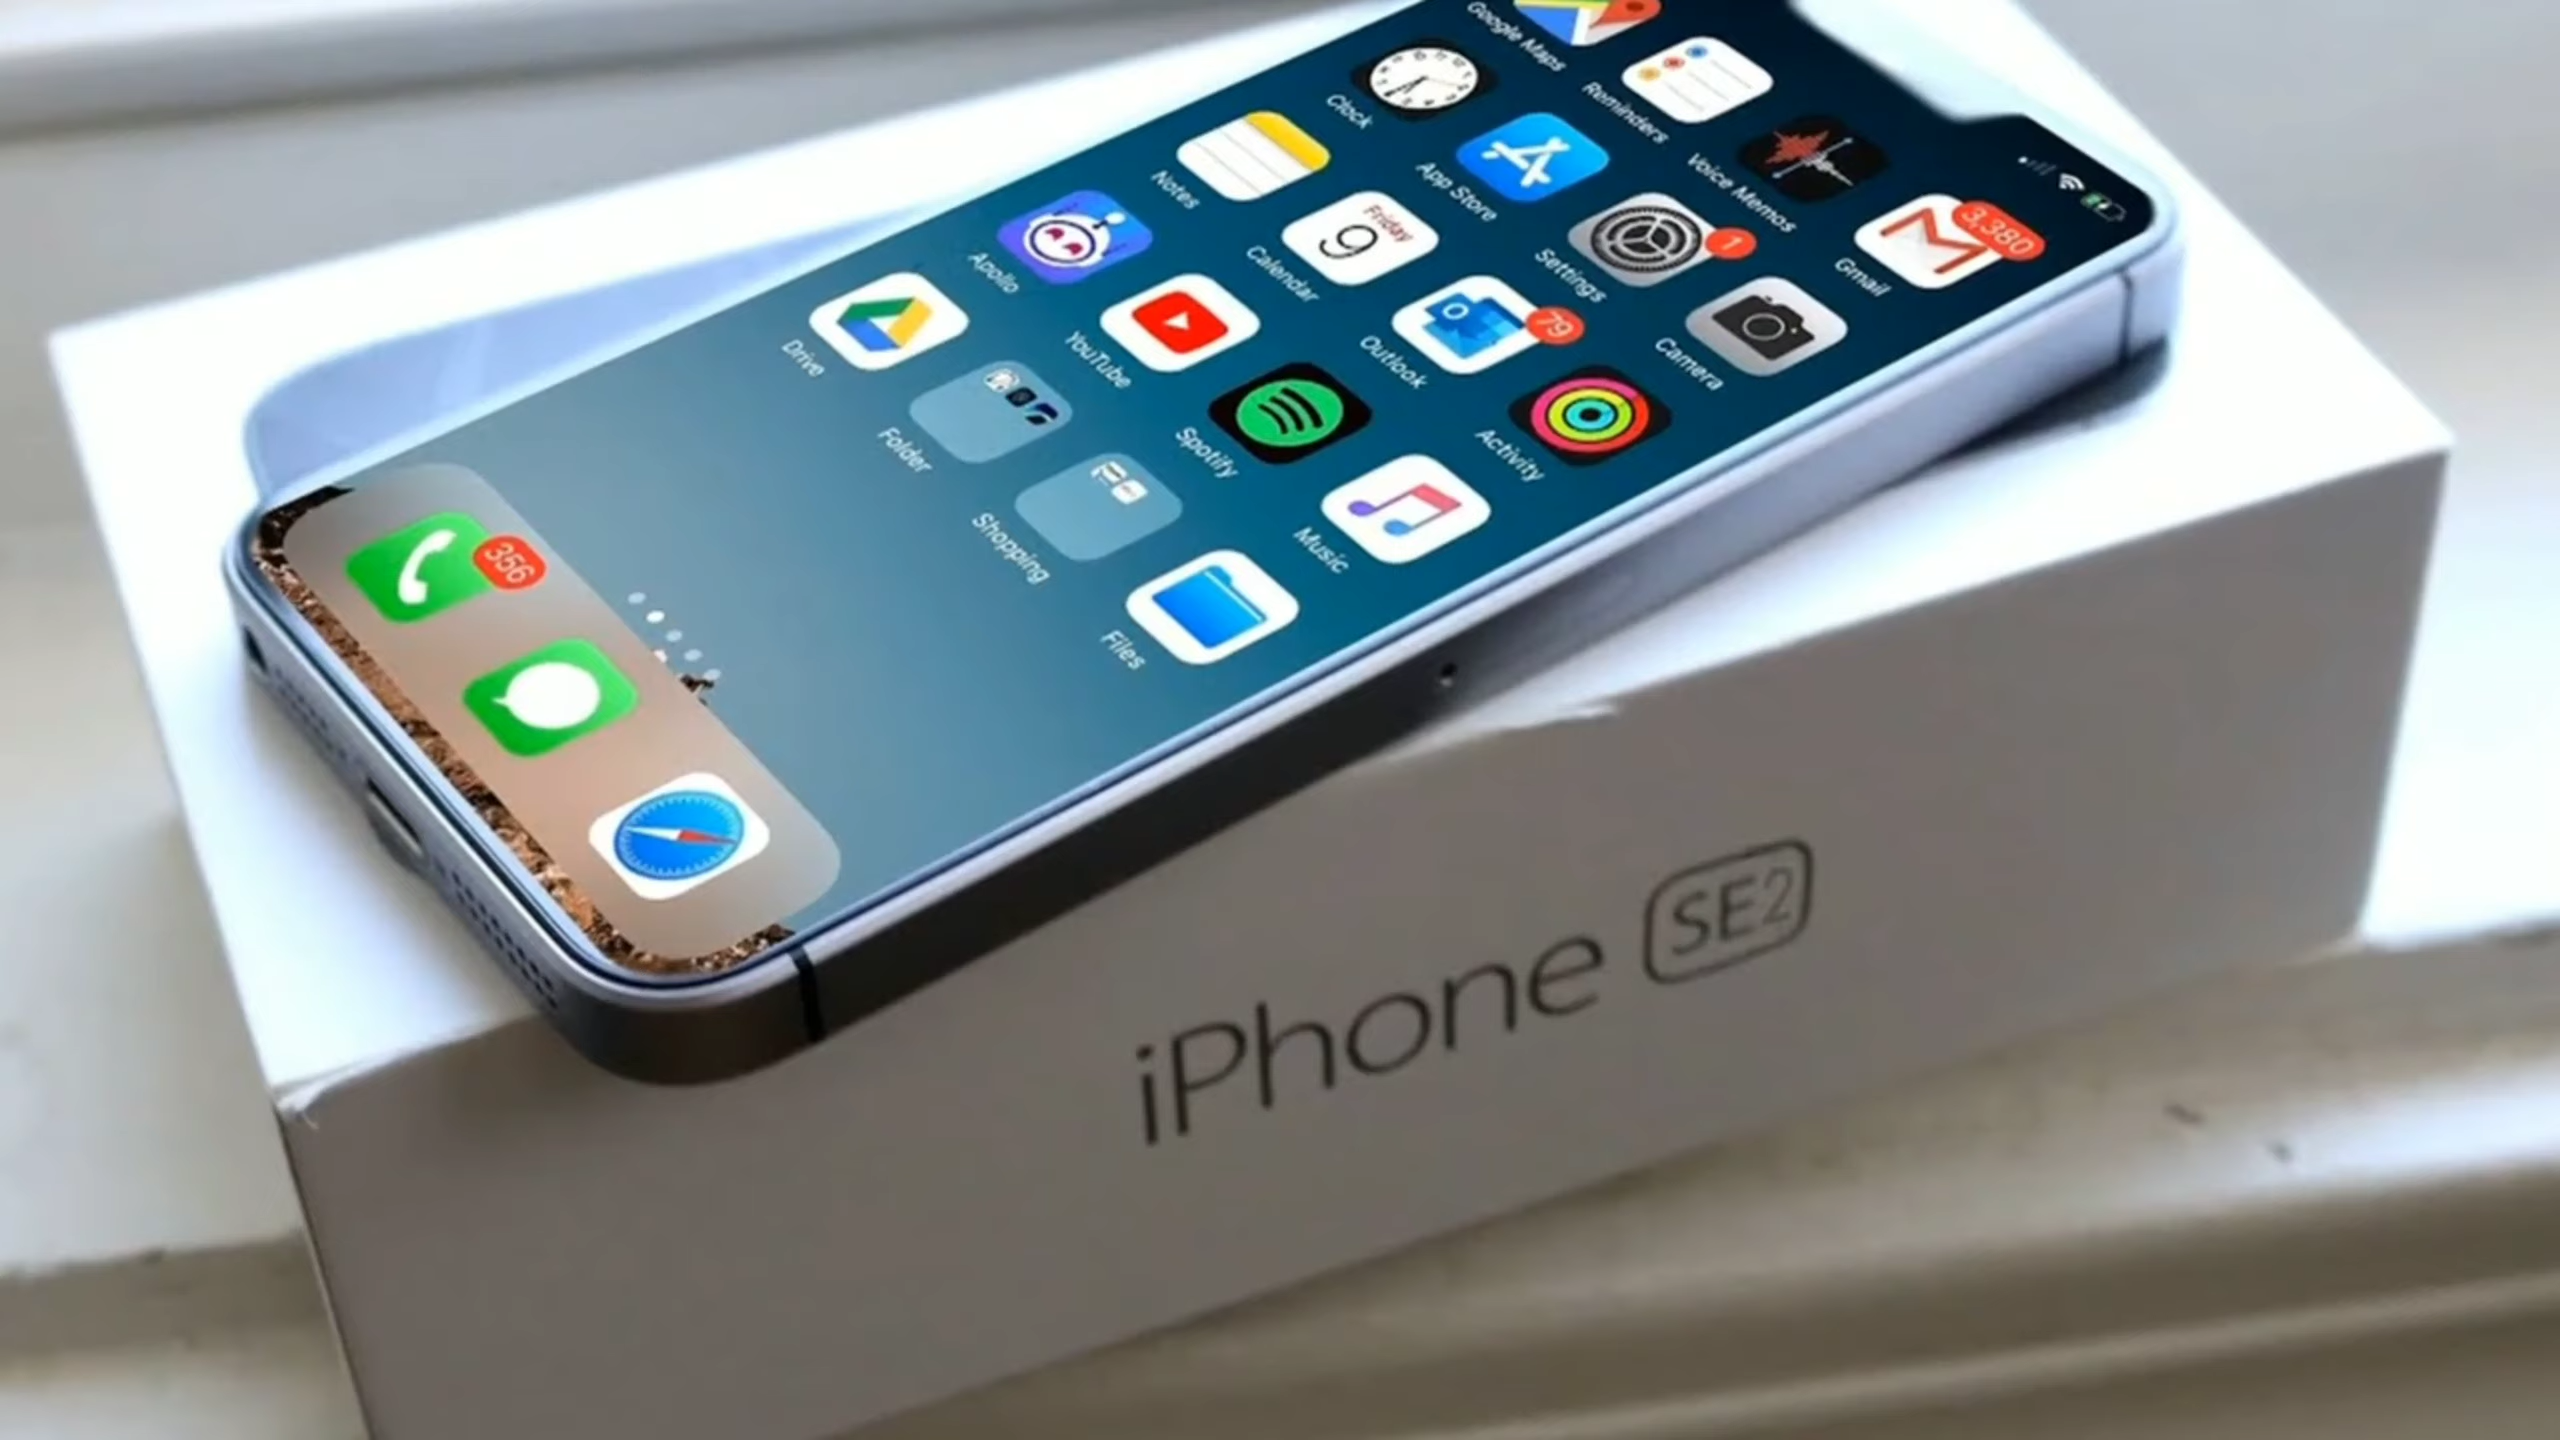 3,380
Gmail
Voice Memos
Reminders
Google Maps
Camera
1
Settings
App Store
Clock
Activity
79
Outlook
Friday
9
Calendar
Notes
Music
Spotify
YouTube
Apollo
Files
Shopping
Folder
Drive
356
iPhone SE2